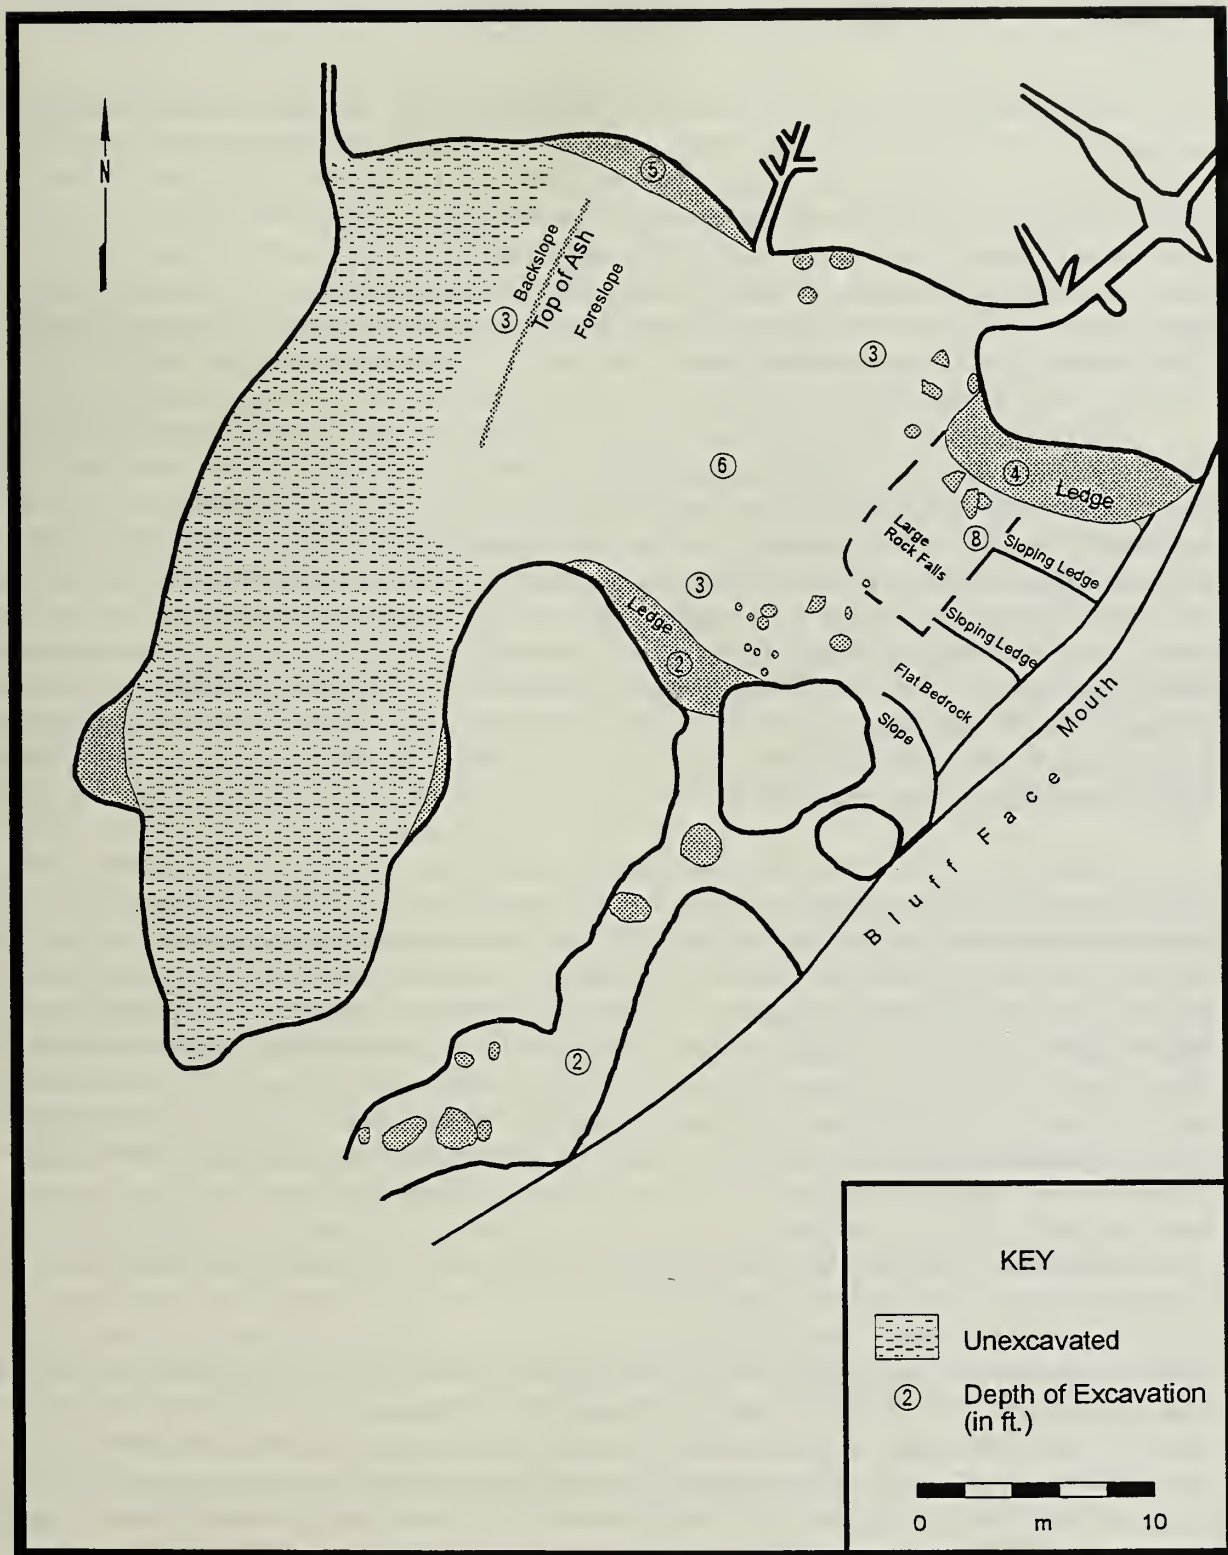 N
5
3 Backslope
Top of Ash
Foreslope
3
6
4
Ledge
Large
Rock Falls
8
Sloping Ledge
3
Ledge
2
Sloping Ledge
Flat Bedrock
Slope
Bluff Face Mouth
2
KEY
Unexcavated
2 Depth of Excavation
(in ft.)
0 m 10